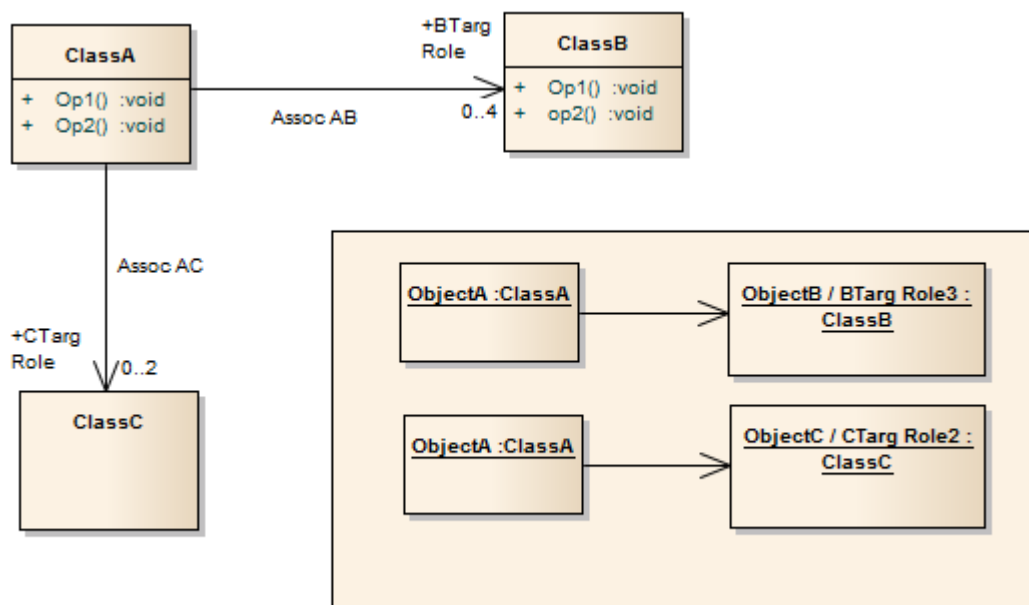 ClassA
+ Op1() :void
+ Op2() :void
+BTarg
Role
0..4
Assoc AB
ClassB
+ Op1() :void
+ op2() :void
Assoc AC
+CTarg
Role
0..2
ClassC
ObjectA :ClassA
ObjectB / BTarg Role3 :
ClassB
ObjectA :ClassA
ObjectC / CTarg Role2 :
ClassC